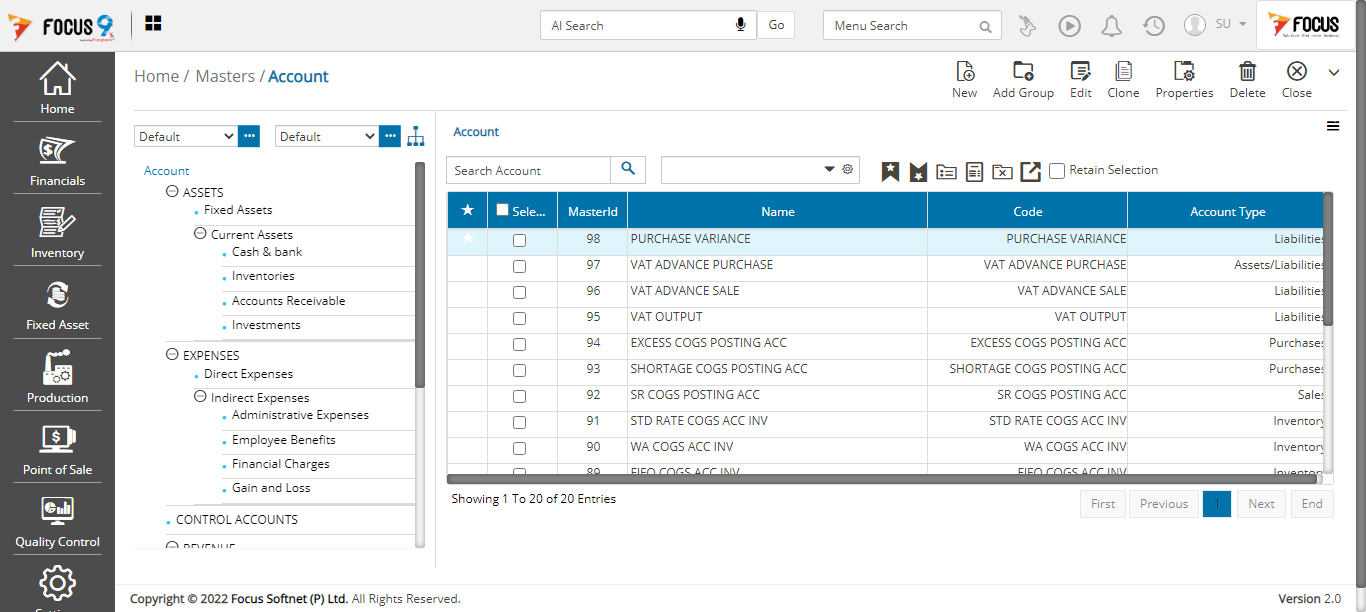 FOCUS 9
AI Search
Go
Menu Search
SU
FOCUS
Home / Masters / Account
New
Add Group
Edit
Clone
Properties
Delete
Close
Home
Financials
Inventory
Fixed Asset
Production
Point of Sale
Quality Control
Default
Default
Account
ASSETS
Fixed Assets
Current Assets
Cash & bank
Inventories
Accounts Receivable
Investments
EXPENSES
Direct Expenses
Indirect Expenses
Administrative Expenses
Employee Benefits
Financial Charges
Gain and Loss
CONTROL ACCOUNTS
REVENUE
Account
Search Account
Retain Selection
Sele... MasterId Name Code Account Type
98 PURCHASE VARIANCE PURCHASE VARIANCE Liabilities
97 VAT ADVANCE PURCHASE VAT ADVANCE PURCHASE Assets/Liabilities
96 VAT ADVANCE SALE VAT ADVANCE SALE Liabilities
95 VAT OUTPUT VAT OUTPUT Liabilities
94 EXCESS COGS POSTING ACC EXCESS COGS POSTING ACC Purchases
93 SHORTAGE COGS POSTING ACC SHORTAGE COGS POSTING ACC Purchases
92 SR COGS POSTING ACC SR COGS POSTING ACC Sales
91 STD RATE COGS ACC INV STD RATE COGS ACC INV Inventory
90 WA COGS ACC INV WA COGS ACC INV Inventory
89 FIFO COGS ACC INV FIFO COGS ACC INV Inventory
Showing 1 To 20 of 20 Entries
First
Previous
1
Next
End
Copyright © 2022 Focus Softnet (P) Ltd. All Rights Reserved.
Version 2.0